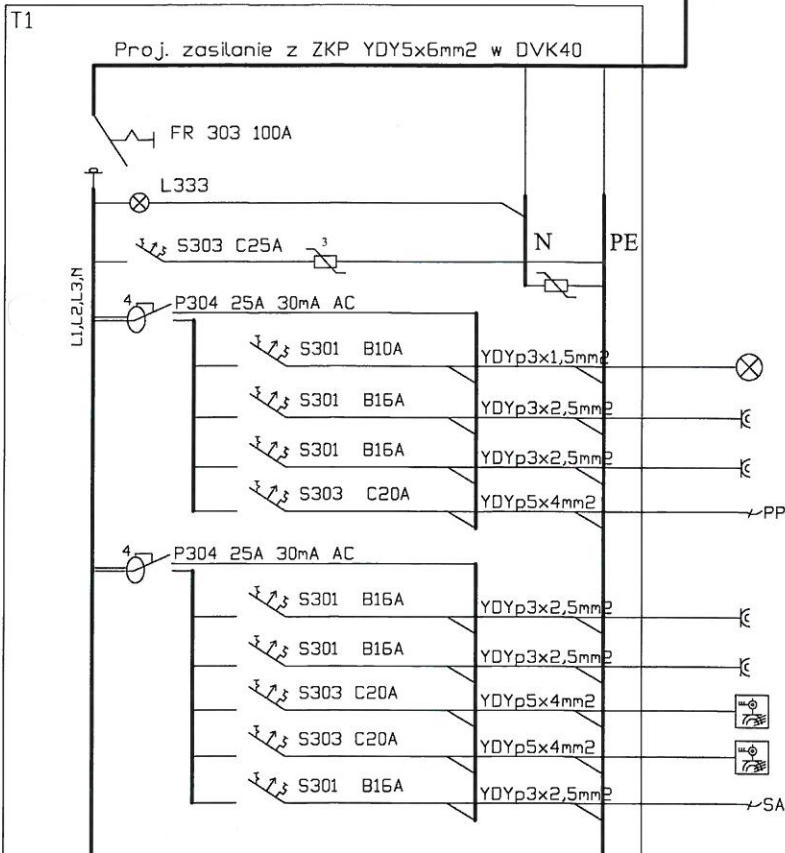 T1
Proj. zasilanie z ZKP YDY5x6mm2 w DVK40
FR 303 100A
L333
S303 C25A
3
N
PE
L1,L2,L3,N
4
P304 25A 30mA AC
S301 B10A
YDYp3x1,5mm2
S301 B16A
YDYp3x2,5mm2
S301 B16A
YDYp3x2,5mm2
S303 C20A
YDYp5x4mm2
PP
4
P304 25A 30mA AC
S301 B16A
YDYp3x2,5mm2
S301 B16A
YDYp3x2,5mm2
S303 C20A
YDYp5x4mm2
S303 C20A
YDYp5x4mm2
S301 B16A
YDYp3x2,5mm2
SA